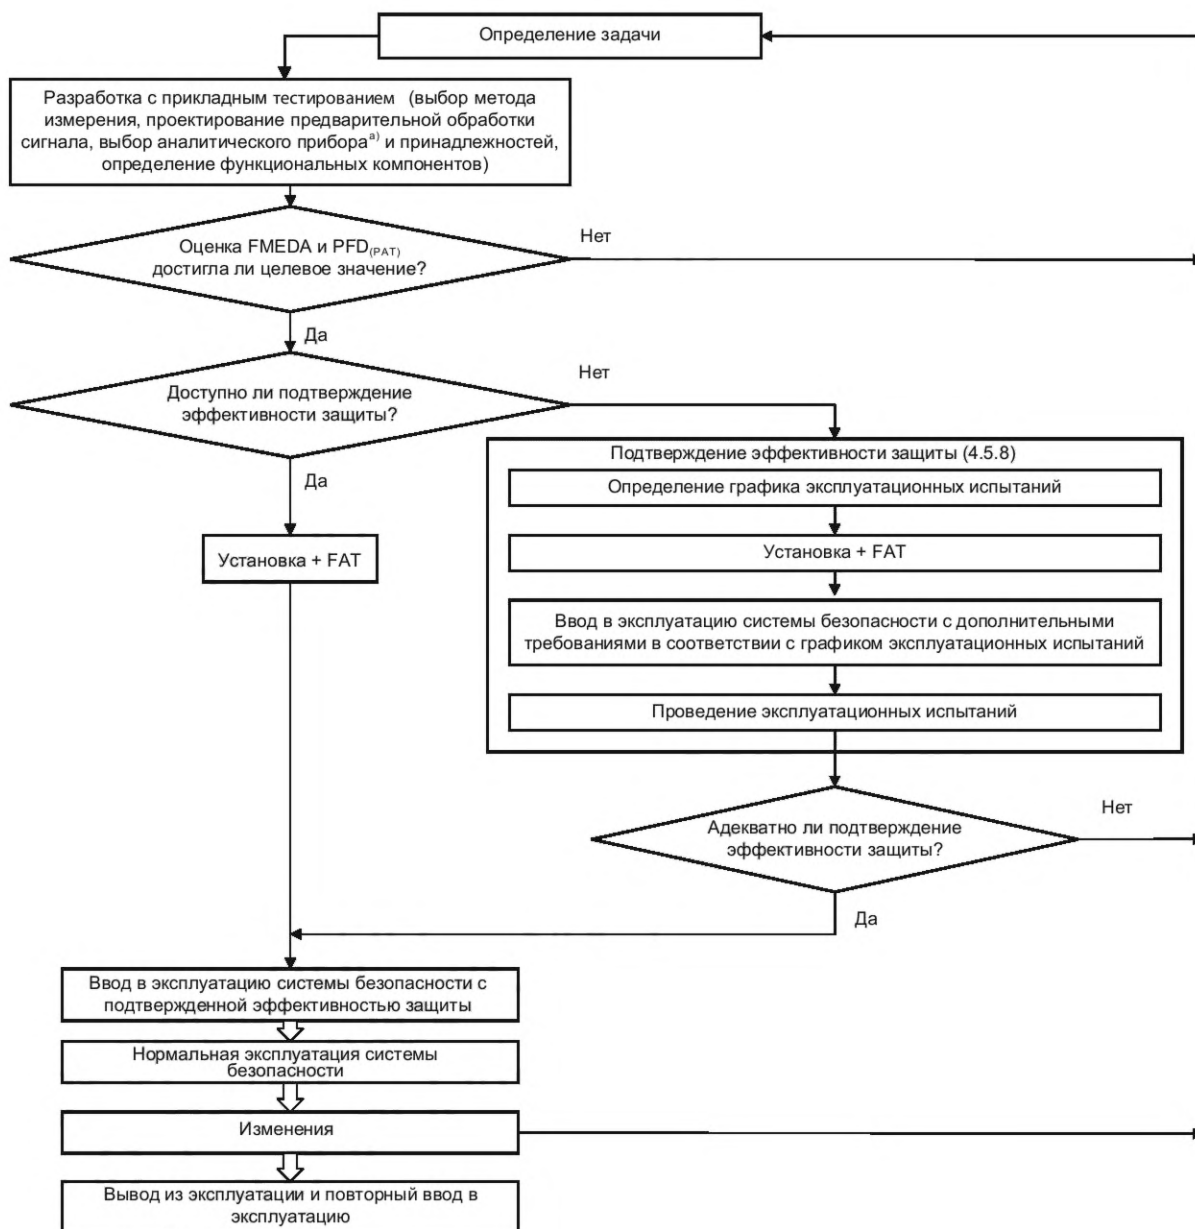 Определение задачи
Разработка с прикладным тестированием (выбор метода
измерения, проектирование предварительной обработки
сигнала, выбор аналитического прибора а) и принадлежностей,
определение функциональных компонентов)
Оценка FMEDA и PFD(PAT)
достигла ли целевое значение?
Нет
Да
Доступно ли подтверждение
эффективности защиты?
Нет
Да
Подтверждение эффективности защиты (4.5.8)
Определение графика эксплуатационных испытаний
Установка + FAT
Установка + FAT
Ввод в эксплуатацию системы безопасности с дополнительными
требованиями в соответствии с графиком эксплуатационных испытаний
Проведение эксплуатационных испытаний
Адекватно ли подтверждение
эффективности защиты?
Нет
Да
Ввод в эксплуатацию системы безопасности с
подтвержденной эффективностью защиты
Нормальная эксплуатация системы
безопасности
Изменения
Вывод из эксплуатации и повторный ввод в
эксплуатацию